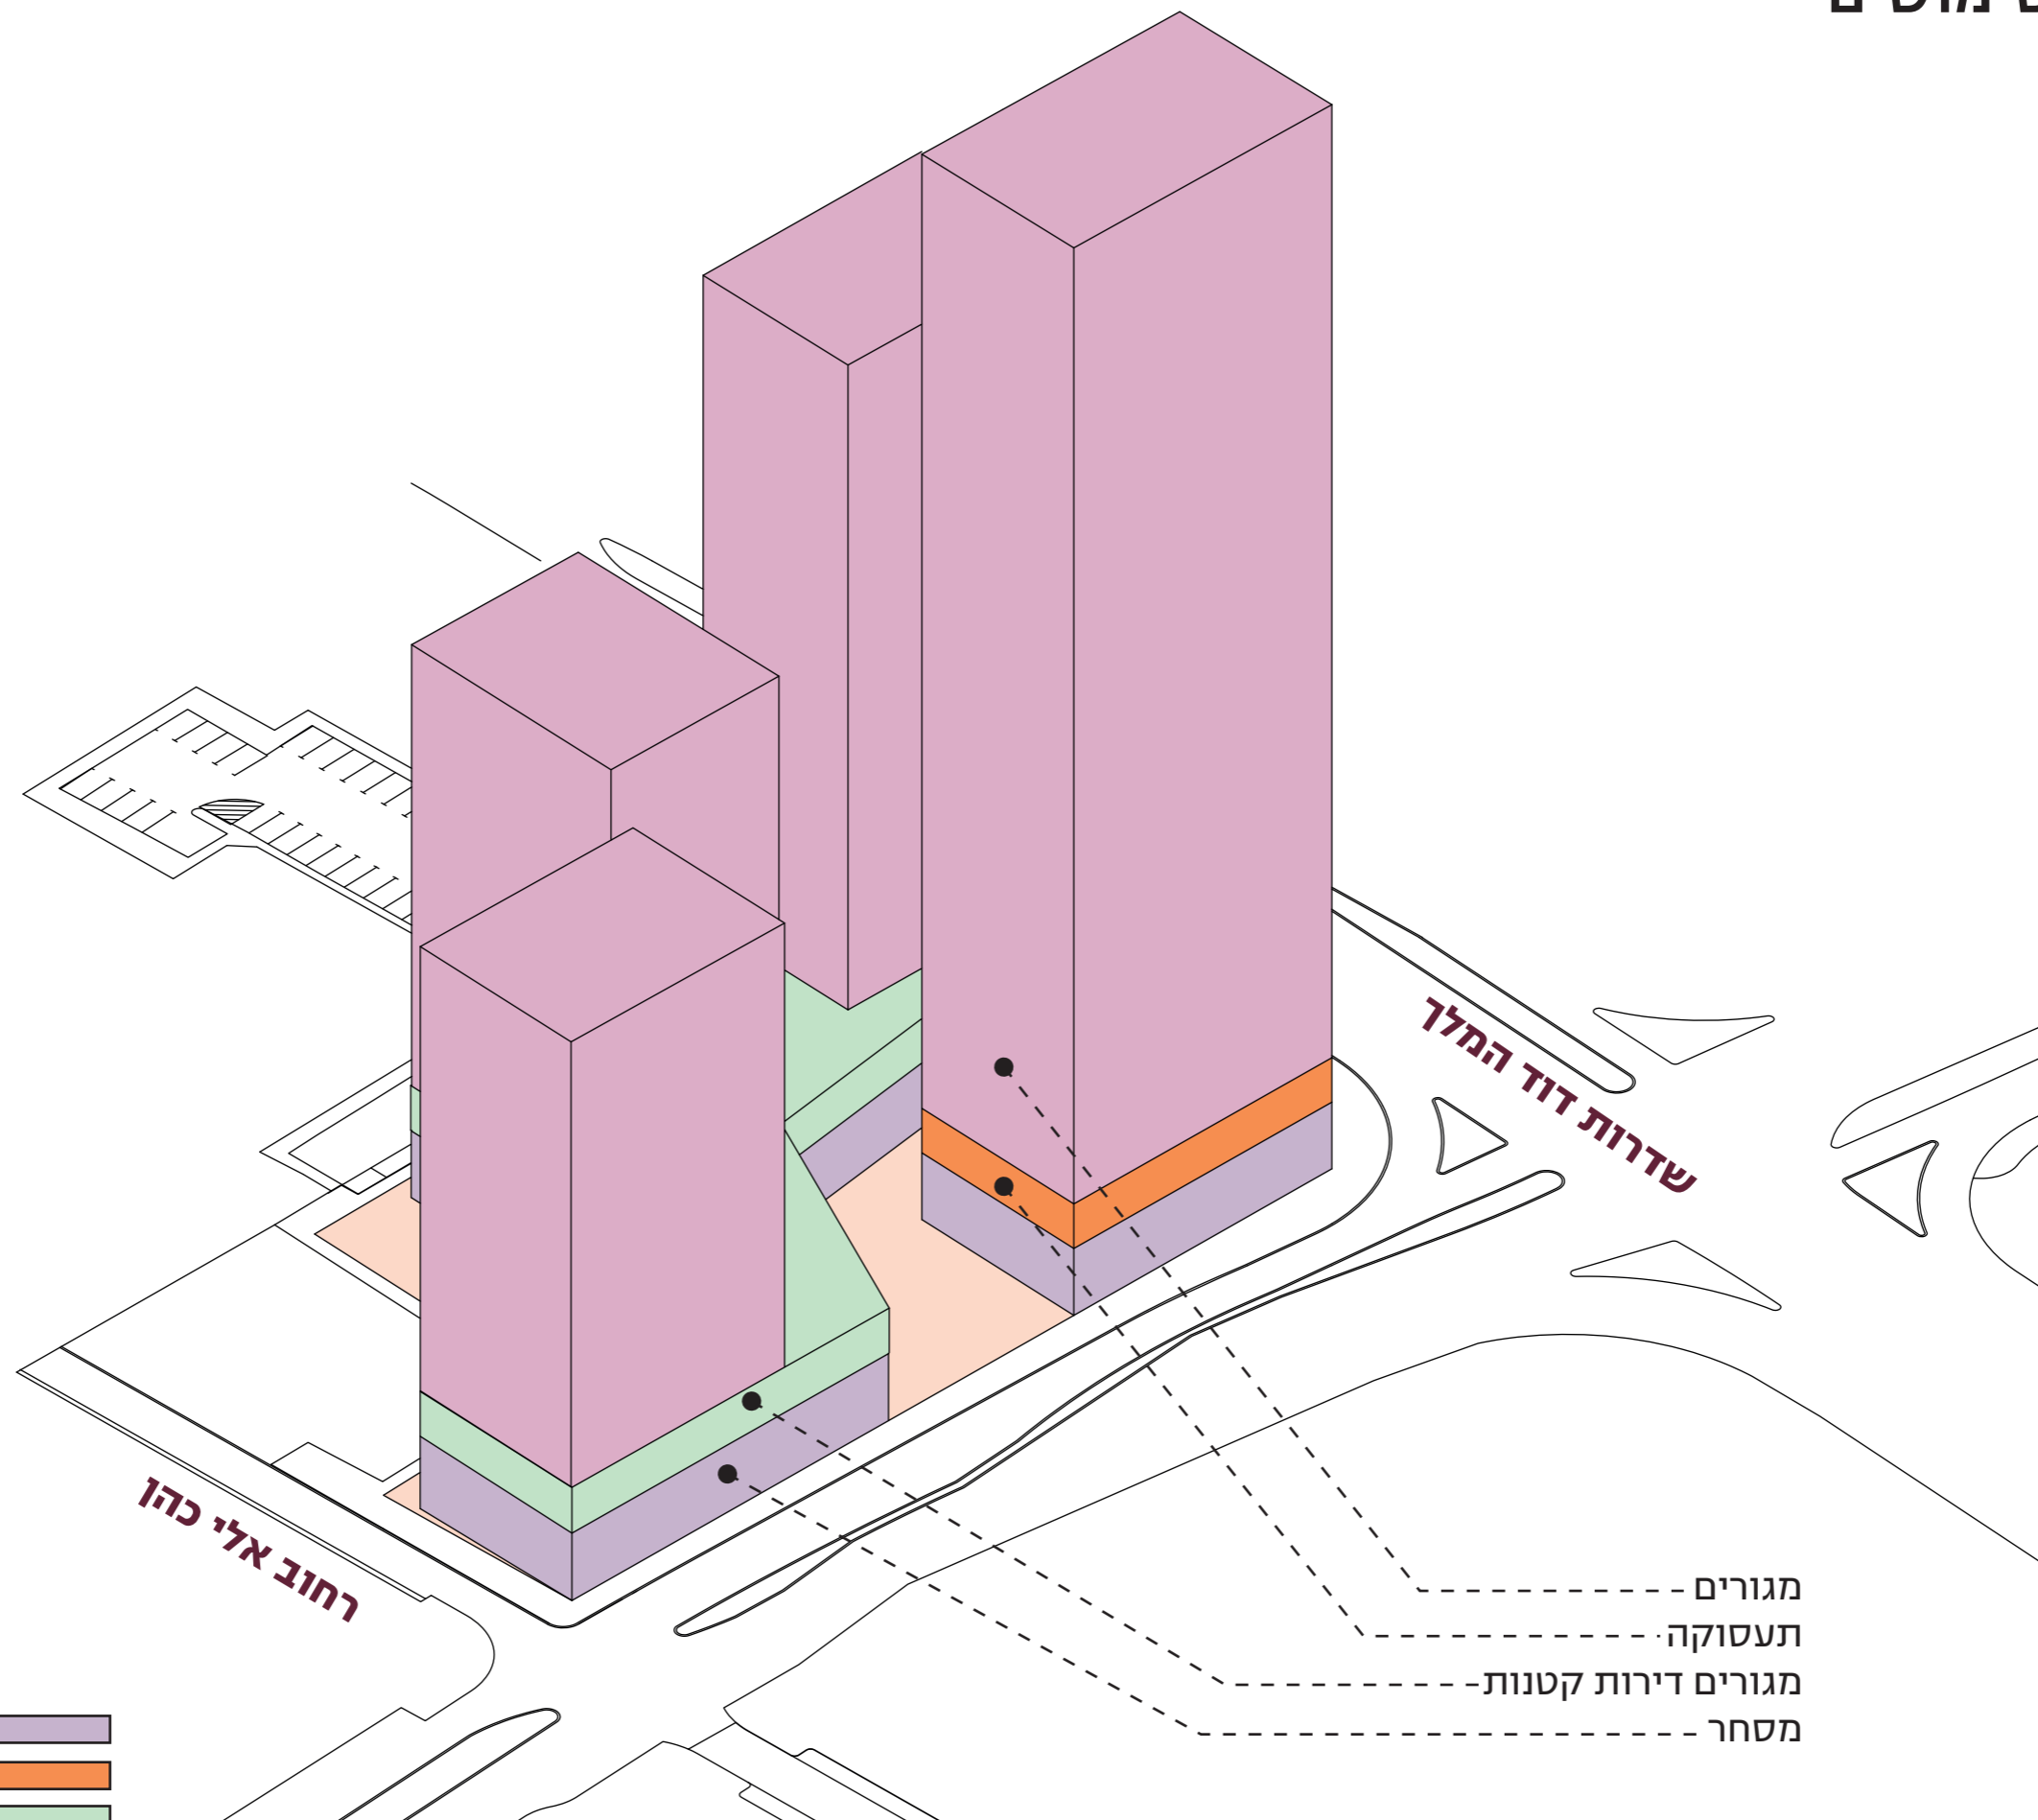 שדרות דוד המלך
רחוב אלי כהן
מגורים
תעסוקה
מגורים דירות קטנות
מסחר